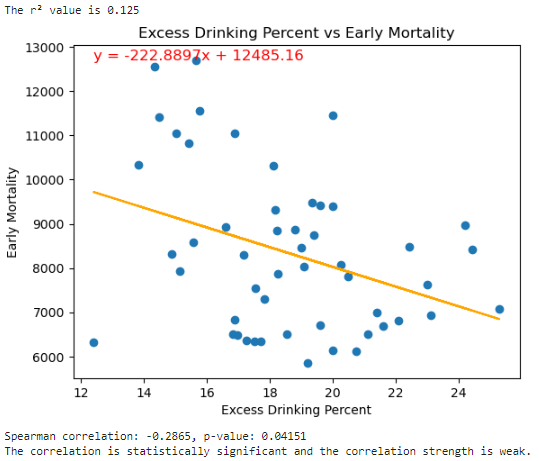 The r² value is 0.125
Excess Drinking Percent vs Early Mortality
y = -222.8897x + 12485.16
13000
12000
11000
10000
9000
8000
7000
6000
Early Mortality
12 14 16 18 20 22 24
Excess Drinking Percent
Spearman correlation: -0.2865, p-value: 0.04151
The correlation is statistically significant and the correlation strength is weak.